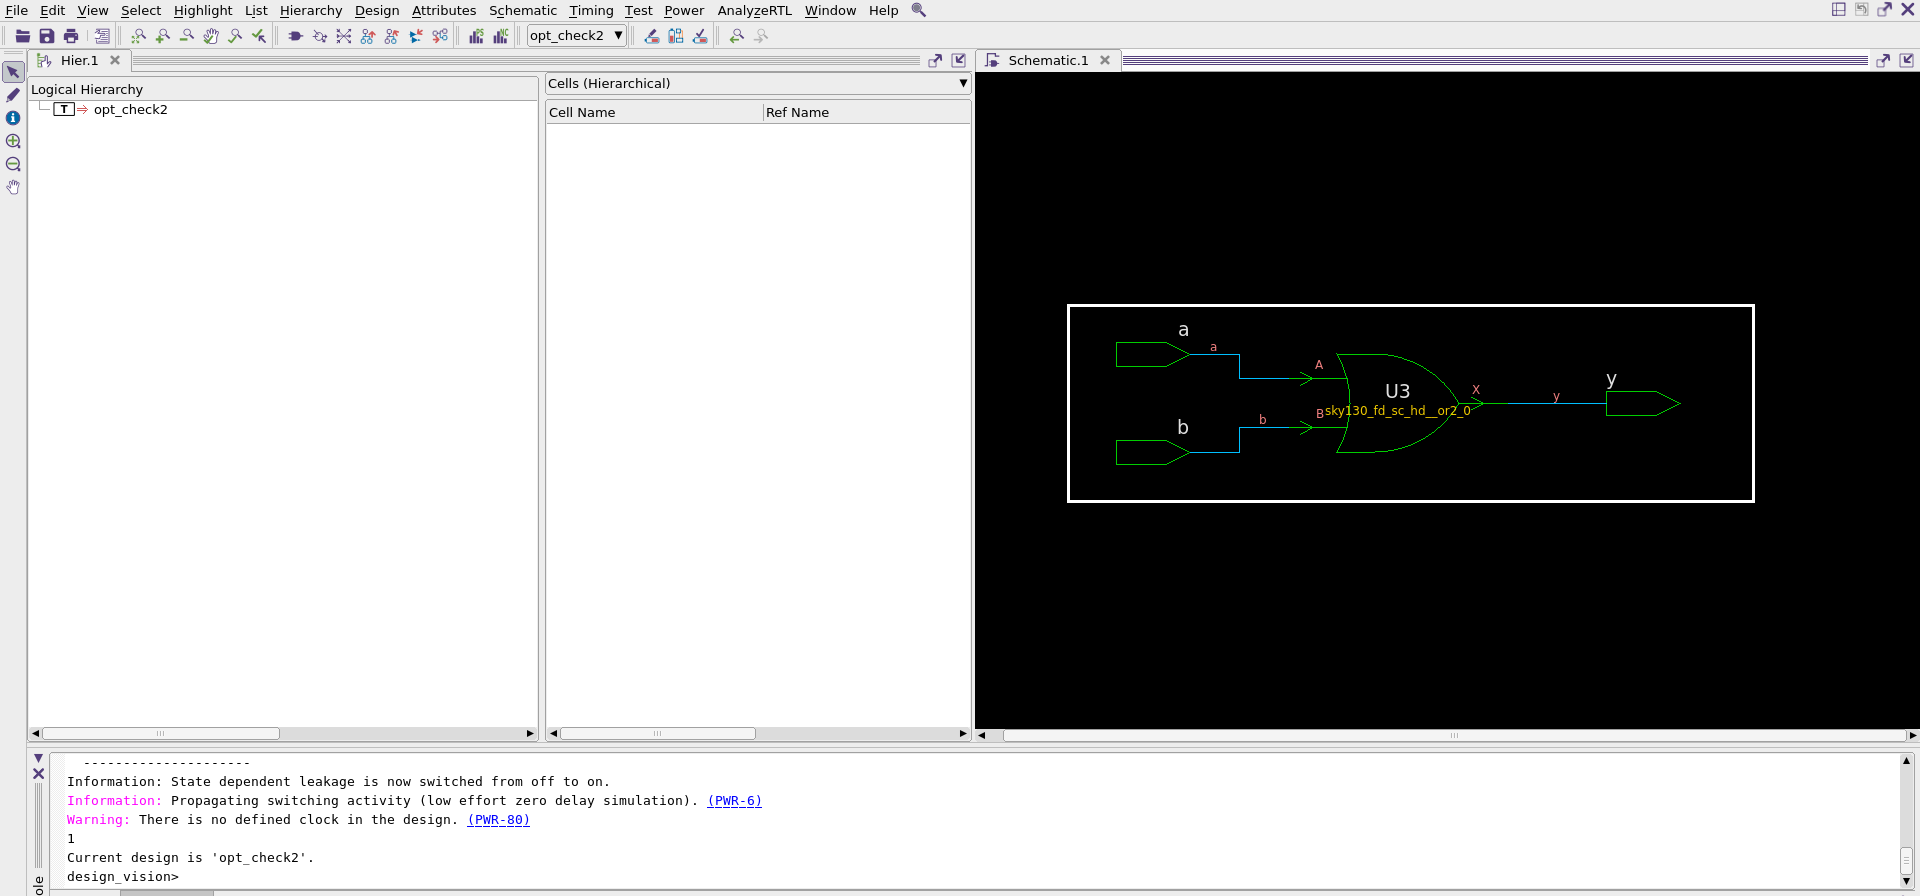 File Edit View Select Highlight List Hierarchy Design Attributes Schematic Timing Test Power AnalyzeRTL Window Help
opt_check2
Hier.1
Schematic.1
Logical Hierarchy
T opt_check2
Cells (Hierarchical)
Cell Name Ref Name
a
a
A
U3
sky130_fd_sc_hd__or2_0
X
y
y
b
b
B
---------------------
Information: State dependent leakage is now switched from off to on.
Information: Propagating switching activity (low effort zero delay simulation). (PWR-6)
Warning: There is no defined clock in the design. (PWR-80)
1
Current design is 'opt_check2'.
design_vision>